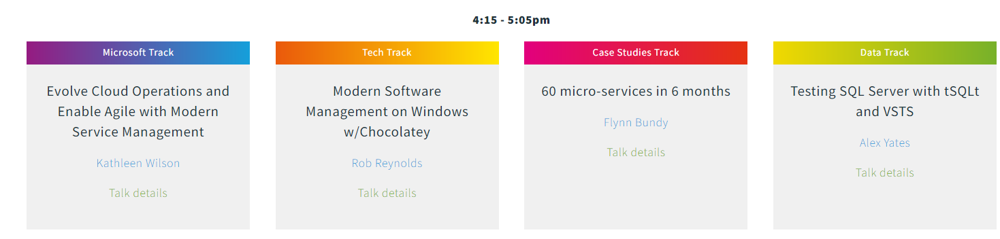 4:15 - 5:05pm
Microsoft Track
Evolve Cloud Operations and
Enable Agile with Modern
Service Management
Kathleen Wilson
Talk details
Tech Track
Modern Software
Management on Windows
w/Chocolatey
Rob Reynolds
Talk details
Case Studies Track
60 micro-services in 6 months
Flynn Bundy
Talk details
Data Track
Testing SQL Server with tSQLt
and VSTS
Alex Yates
Talk details